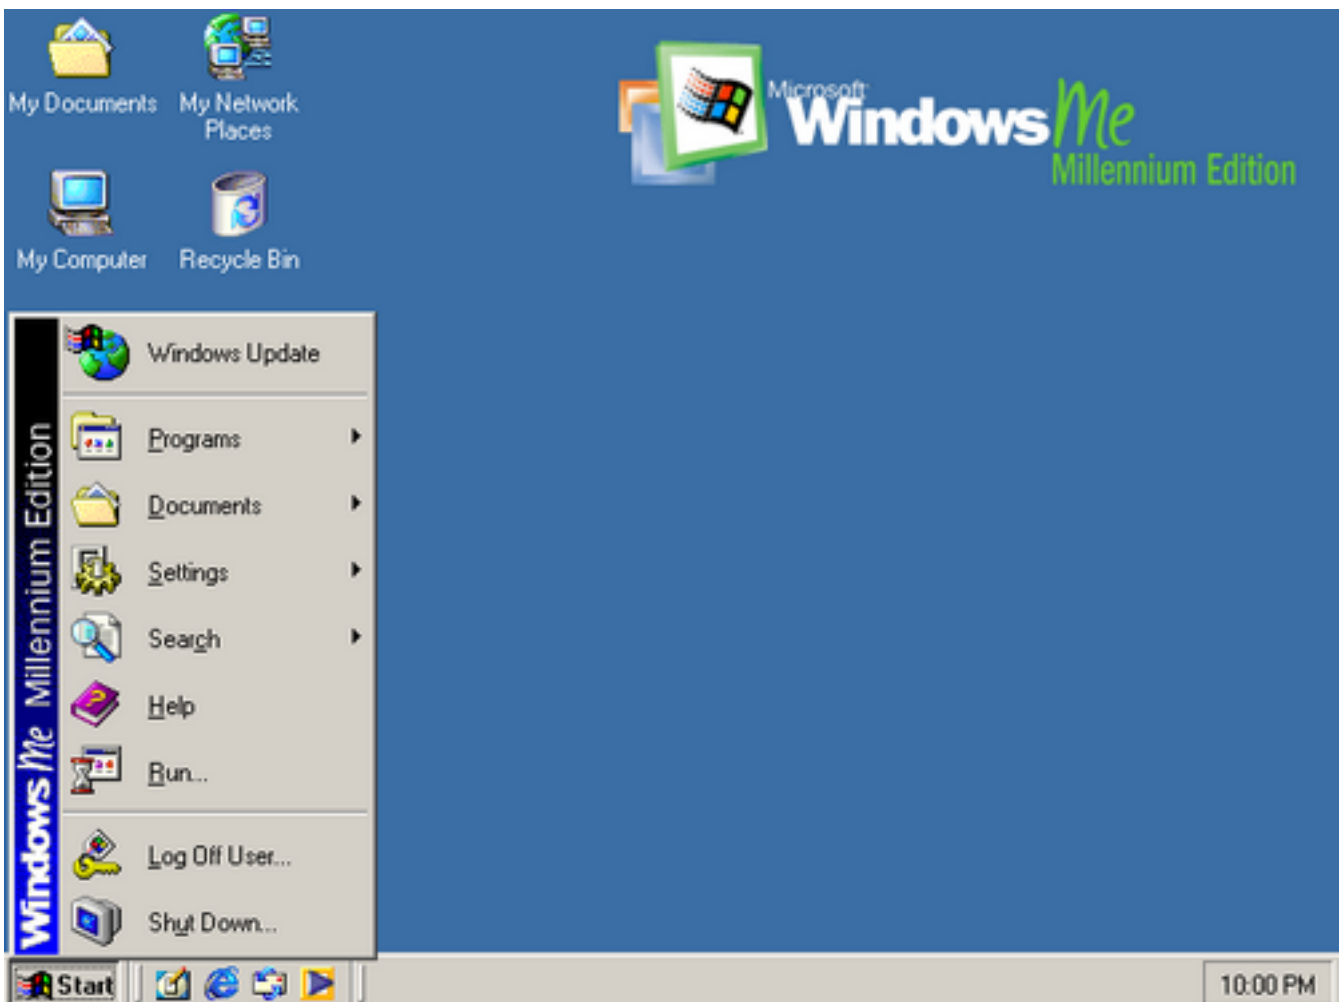 My Documents
My Network
Places
My Computer
Recycle Bin
Microsoft
Windows Me
Millennium Edition
Windows Me Millennium Edition
Windows Update
Programs
Documents
Settings
Search
Help
Run...
Log Off User...
Shut Down...
Start
10:00 PM